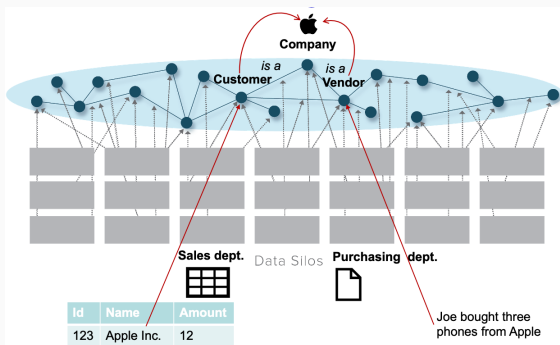 Company
is a
is a
Customer
Vendor
Sales dept.
Data Silos
Purchasing dept.
Id Name Amount
123 Apple Inc. 12
Joe bought three
phones from Apple